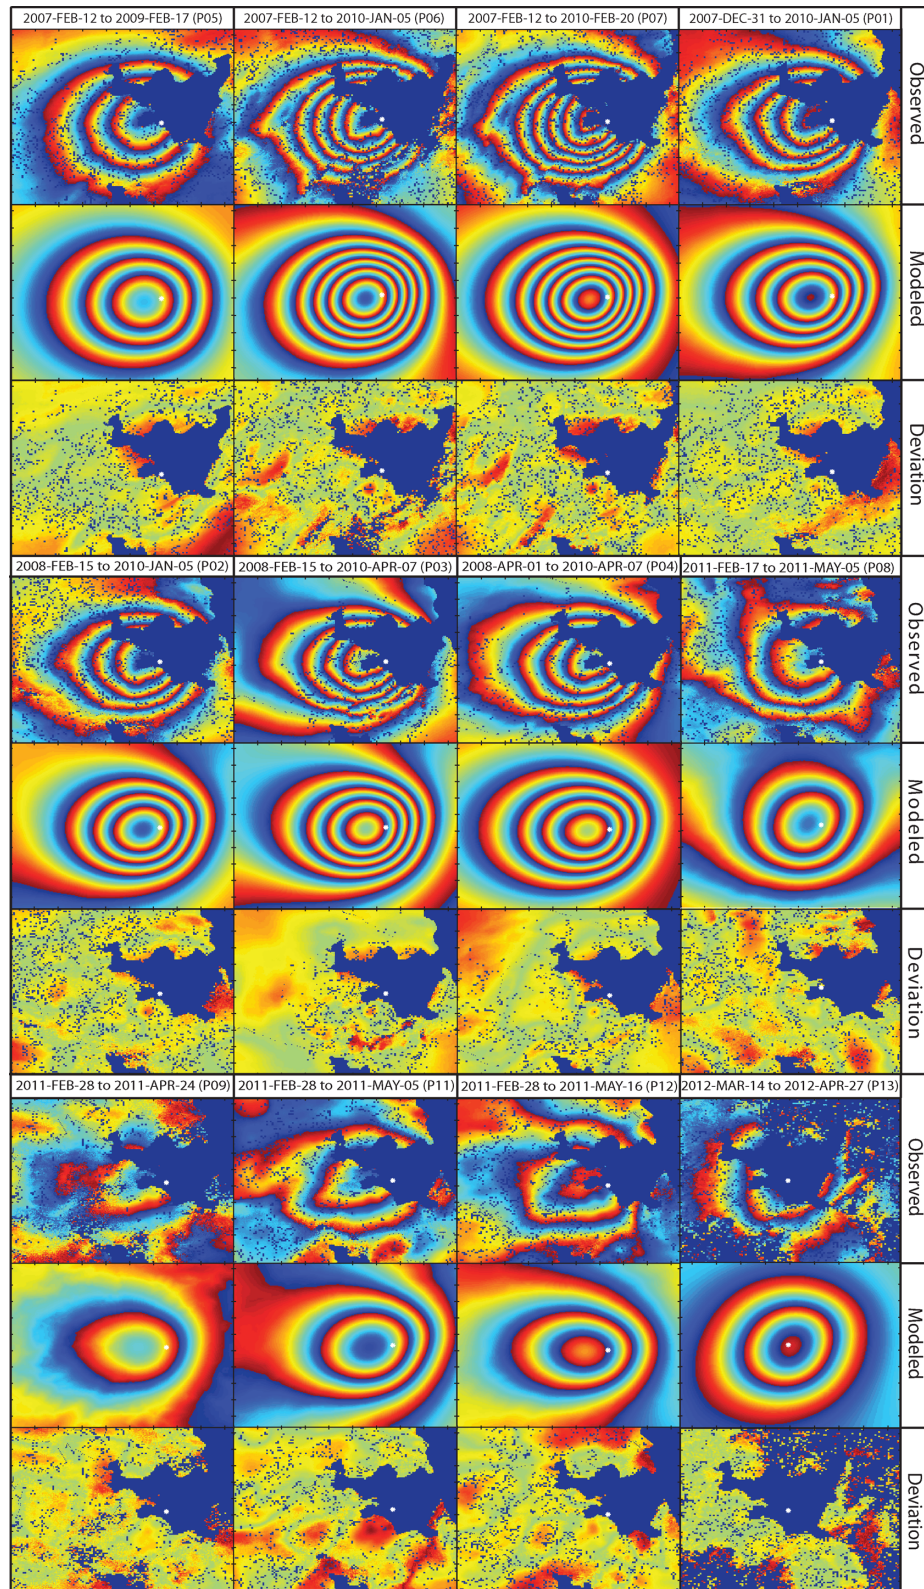 2007-FEB-12 to 2009-FEB-17 (P05) 2007-FEB-12 to 2010-JAN-05 (P06) 2007-FEB-12 to 2010-FEB-20 (P07) 2007-DEC-31 to 2010-JAN-05 (P01)
Observed
Modeled
Deviation
2008-FEB-15 to 2010-JAN-05 (P02) 2008-FEB-15 to 2010-APR-07 (P03) 2008-APR-01 to 2010-APR-07 (P04) 2011-FEB-17 to 2011-MAY-05 (P08)
Observed
Modeled
Deviation
2011-FEB-28 to 2011-APR-24 (P09) 2011-FEB-28 to 2011-MAY-05 (P11) 2011-FEB-28 to 2011-MAY-16 (P12) 2012-MAR-14 to 2012-APR-27 (P13)
Observed
Modeled
Deviation